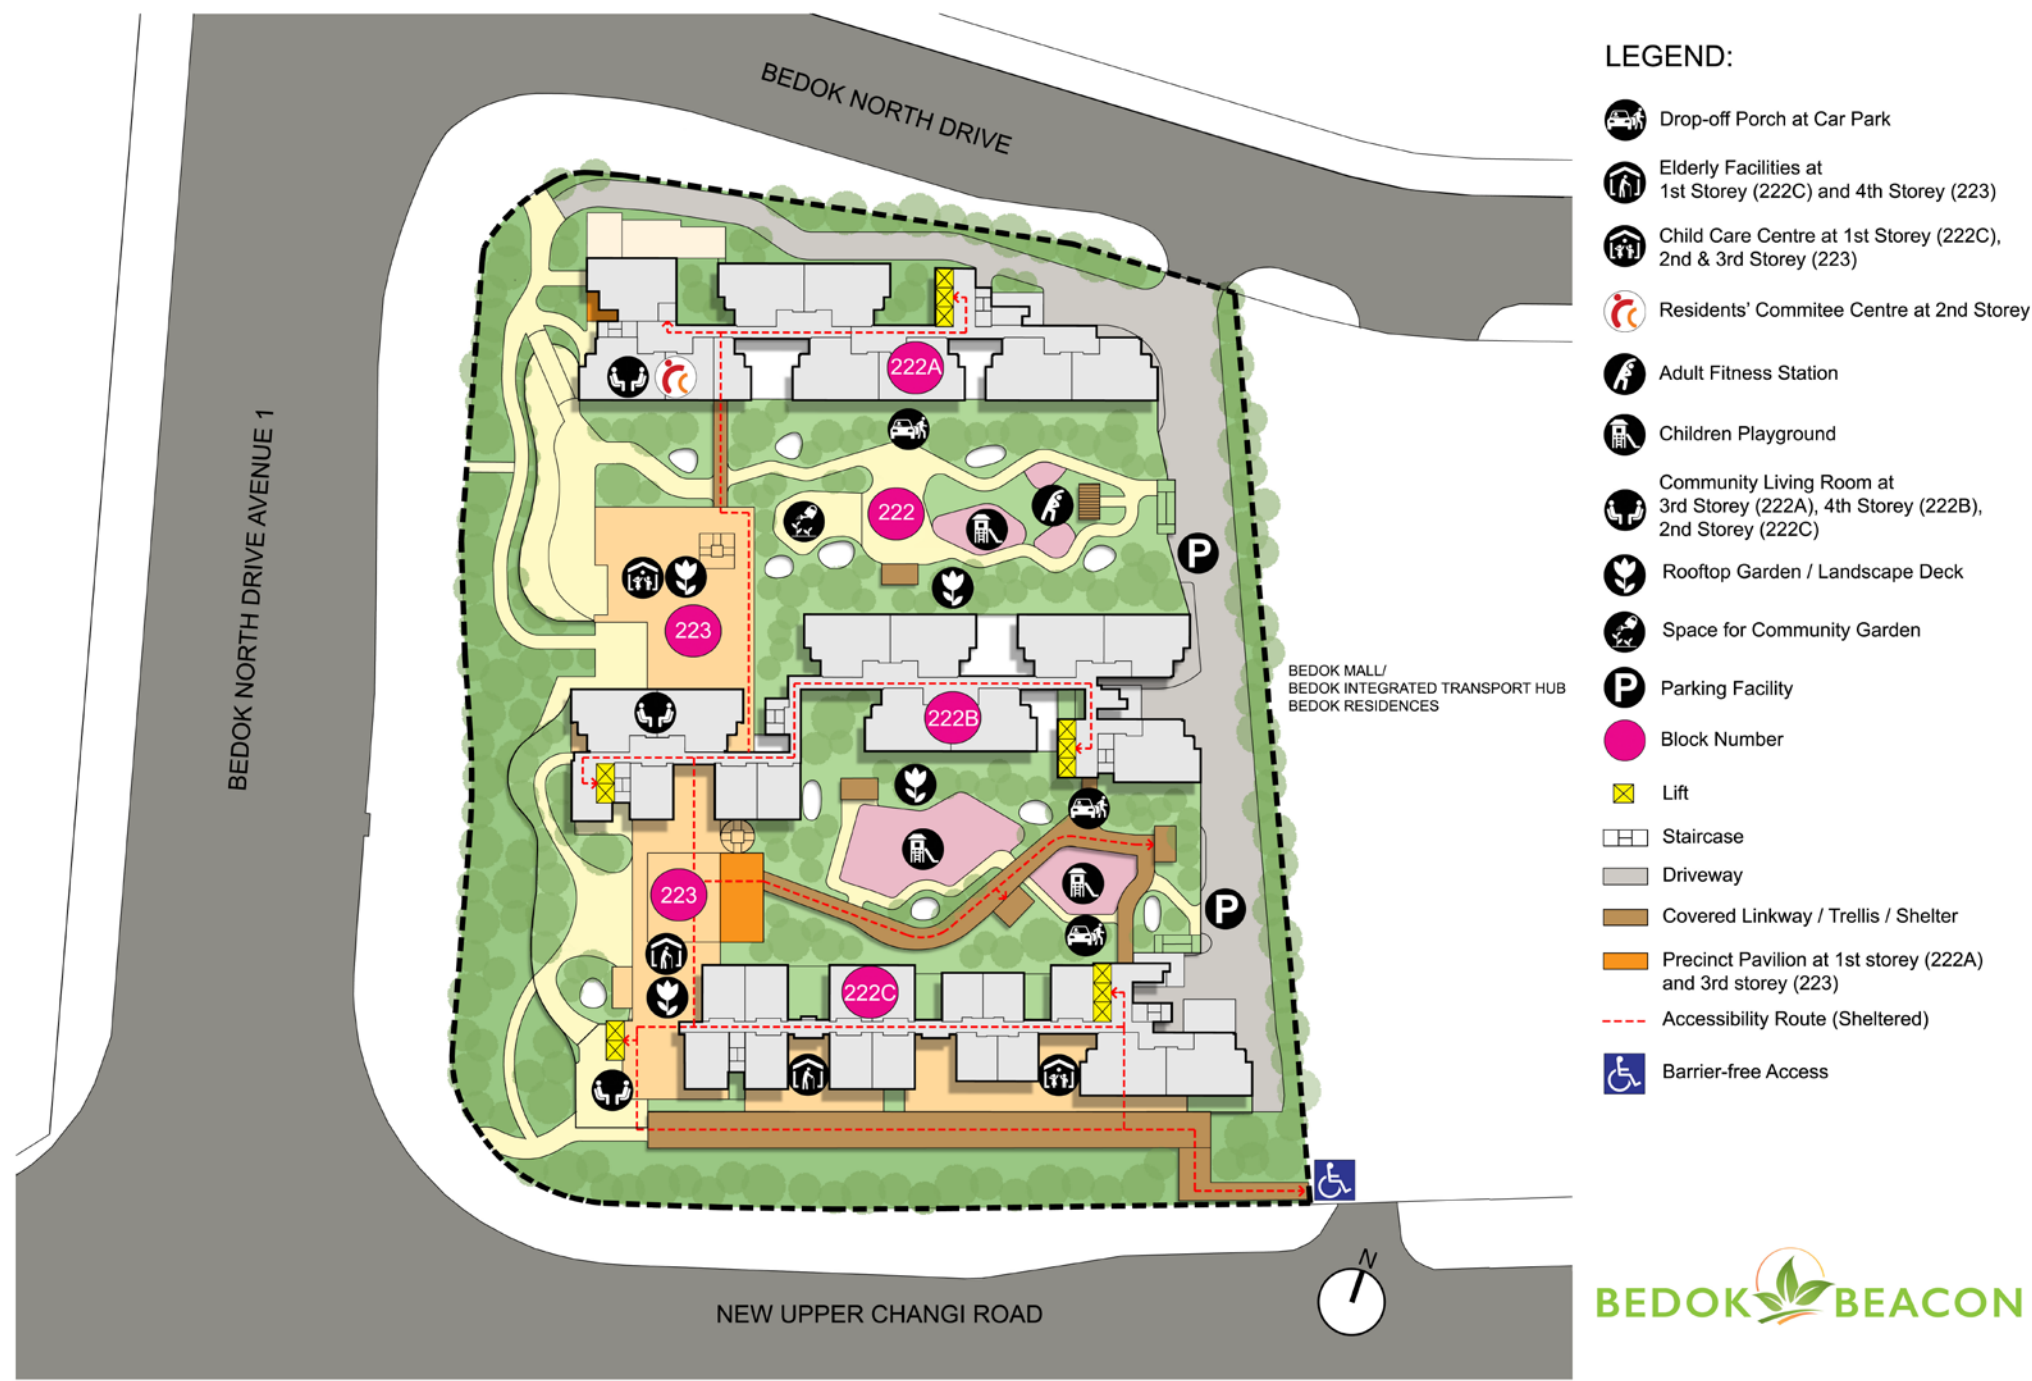 BEDOK NORTH DRIVE
BEDOK NORTH DRIVE AVENUE 1
222A
222
P
223
BEDOK MALL/
BEDOK INTEGRATED TRANSPORT HUB
BEDOK RESIDENCES
222B
223
P
222C
N
NEW UPPER CHANGI ROAD
LEGEND:
Drop-off Porch at Car Park
Elderly Facilities at
1st Storey (222C) and 4th Storey (223)
Child Care Centre at 1st Storey (222C),
2nd & 3rd Storey (223)
Residents' Commitee Centre at 2nd Storey
Adult Fitness Station
Children Playground
Community Living Room at
3rd Storey (222A), 4th Storey (222B),
2nd Storey (222C)
Rooftop Garden / Landscape Deck
Space for Community Garden
P Parking Facility
Block Number
Lift
Staircase
Driveway
Covered Linkway / Trellis / Shelter
Precinct Pavilion at 1st storey (222A)
and 3rd storey (223)
Accessibility Route (Sheltered)
Barrier-free Access
BEDOK BEACON